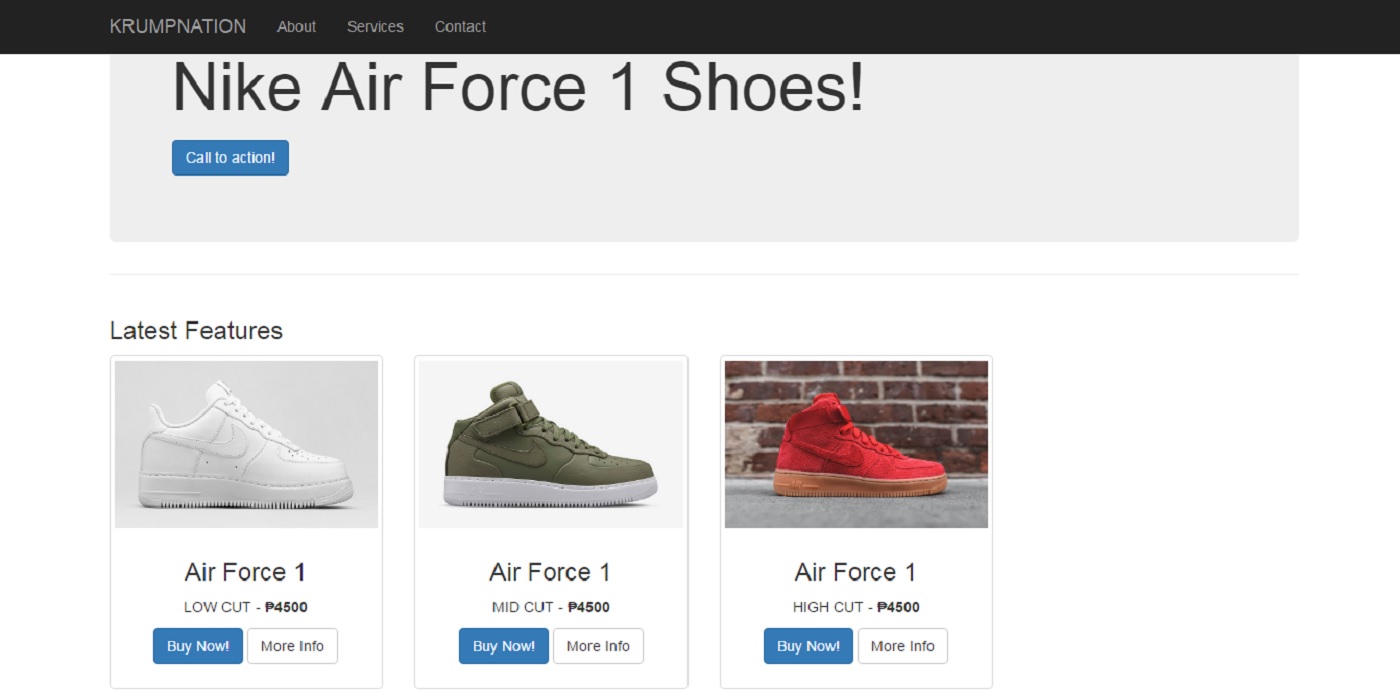 KRUMPNATION About Services Contact
Nike Air Force 1 Shoes!
Call to action!
Latest Features
Air Force 1 Air Force 1 Air Force 1
LOW CUT - ₱4500 MID CUT - ₱4500 HIGH CUT - ₱4500
Buy Now! More Info Buy Now! More Info Buy Now! More Info